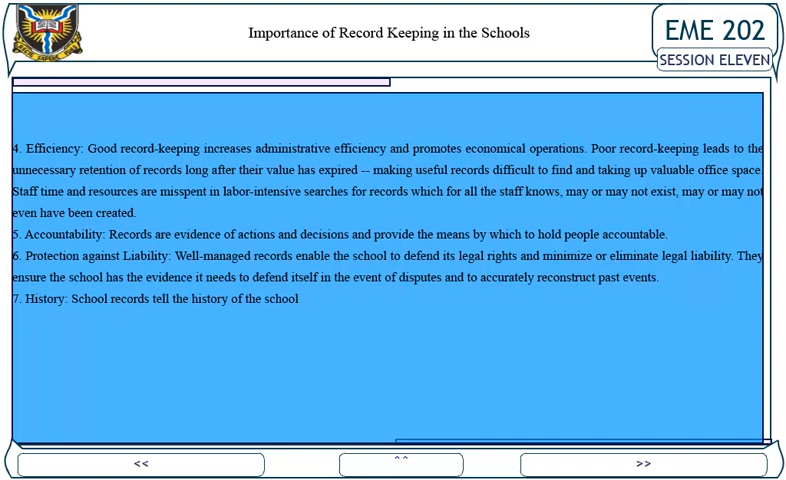 Importance of Record Keeping in the Schools
EME 202
SESSION ELEVEN
4. Efficiency: Good record-keeping increases administrative efficiency and promotes economical operations. Poor record-keeping leads to the
unnecessary retention of records long after their value has expired -- making useful records difficult to find and taking up valuable office space.
Staff time and resources are misspent in labor-intensive searches for records which for all the staff knows, may or may not exist, may or may not
even have been created.
5. Accountability: Records are evidence of actions and decisions and provide the means by which to hold people accountable.
6. Protection against Liability: Well-managed records enable the school to defend its legal rights and minimize or eliminate legal liability. They
ensure the school has the evidence it needs to defend itself in the event of disputes and to accurately reconstruct past events.
7. History: School records tell the history of the school
<< ^^ >>